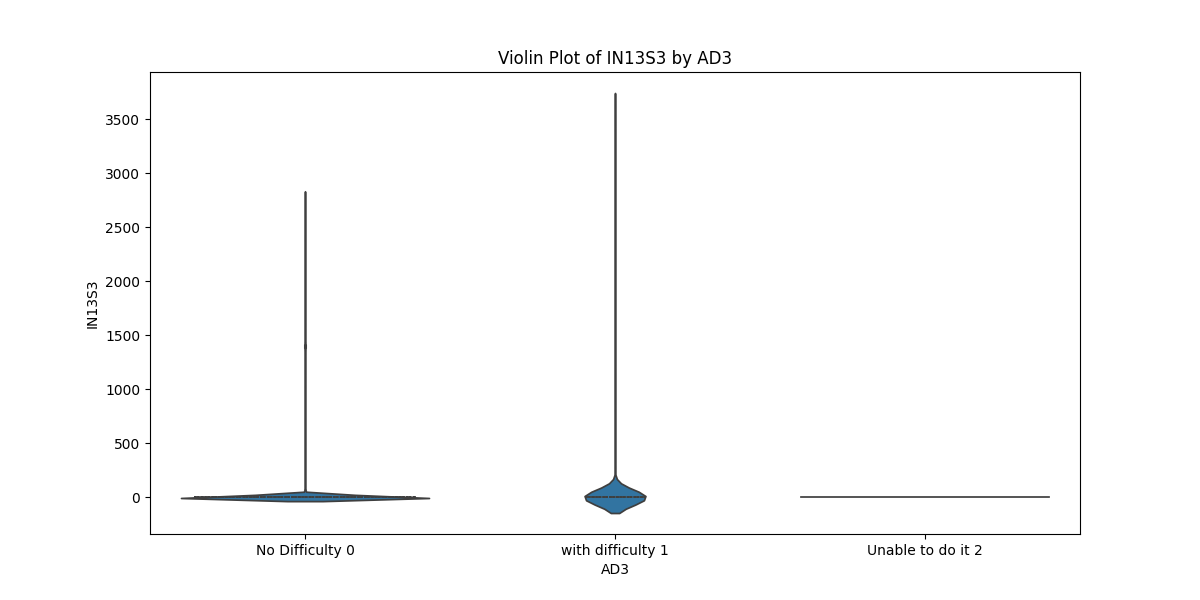 Violin Plot of IN13S3 by AD3
3500
3000
2500
2000
1500
1000
500
0
IN13S3
No Difficulty 0
with difficulty 1
Unable to do it 2
AD3